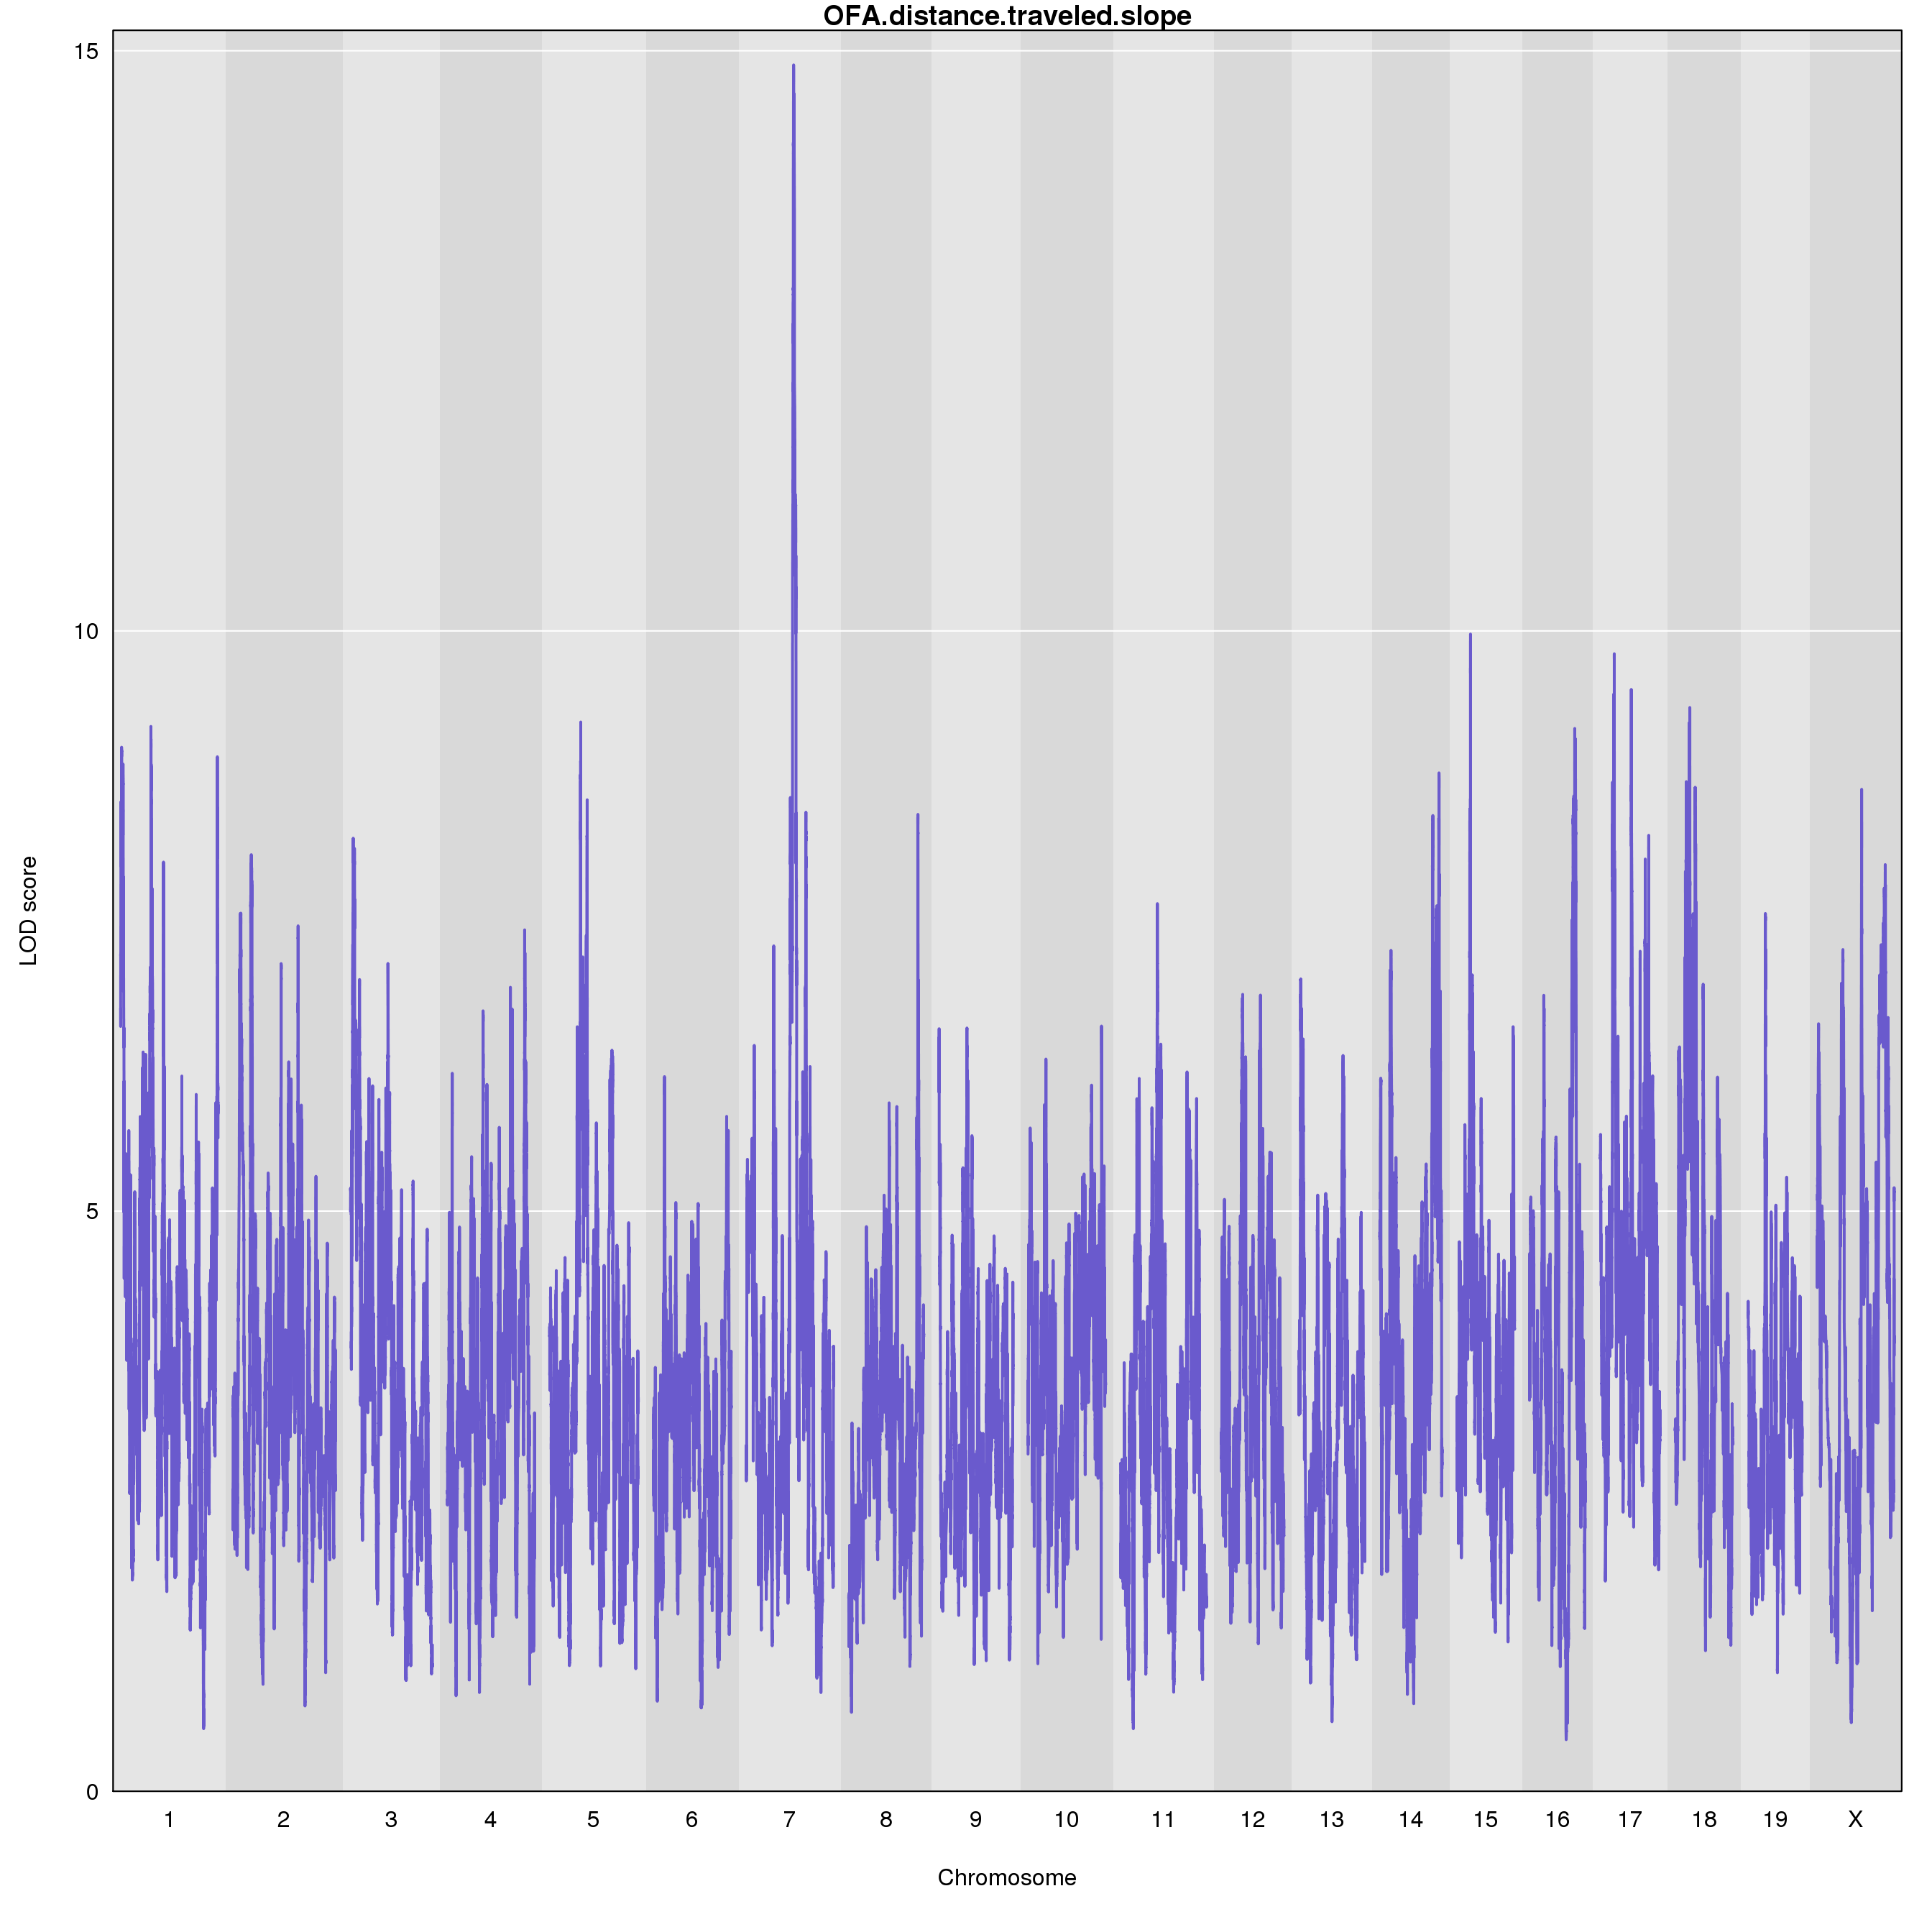 OFA.distance.traveled.slope
15
10
5
0
LOD score
1 2 3 4 5 6 7 8 9 10 11 12 13 14 15 16 17 18 19 X
Chromosome